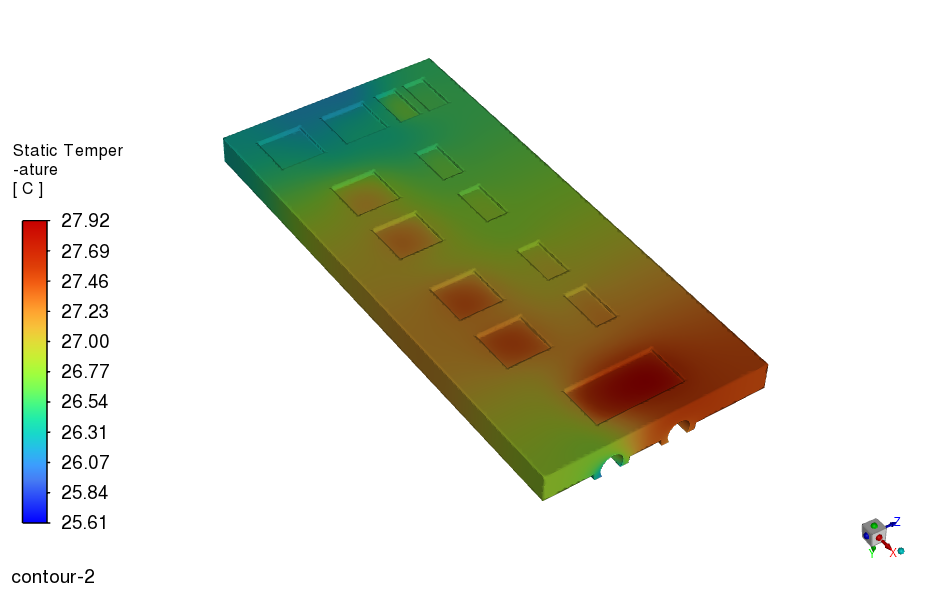 Static Temper
-ature
[ C ]
27.92
27.69
27.46
27.23
27.00
26.77
26.54
26.31
26.07
25.84
25.61
contour-2
Z
Y
X